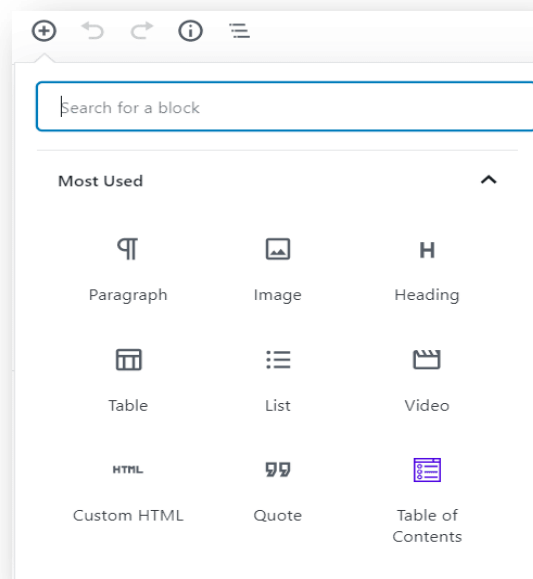 Search for a block
Most Used
Paragraph
Image
H
Heading
Table
List
Video
HTML
Custom HTML
Quote
Table of
Contents